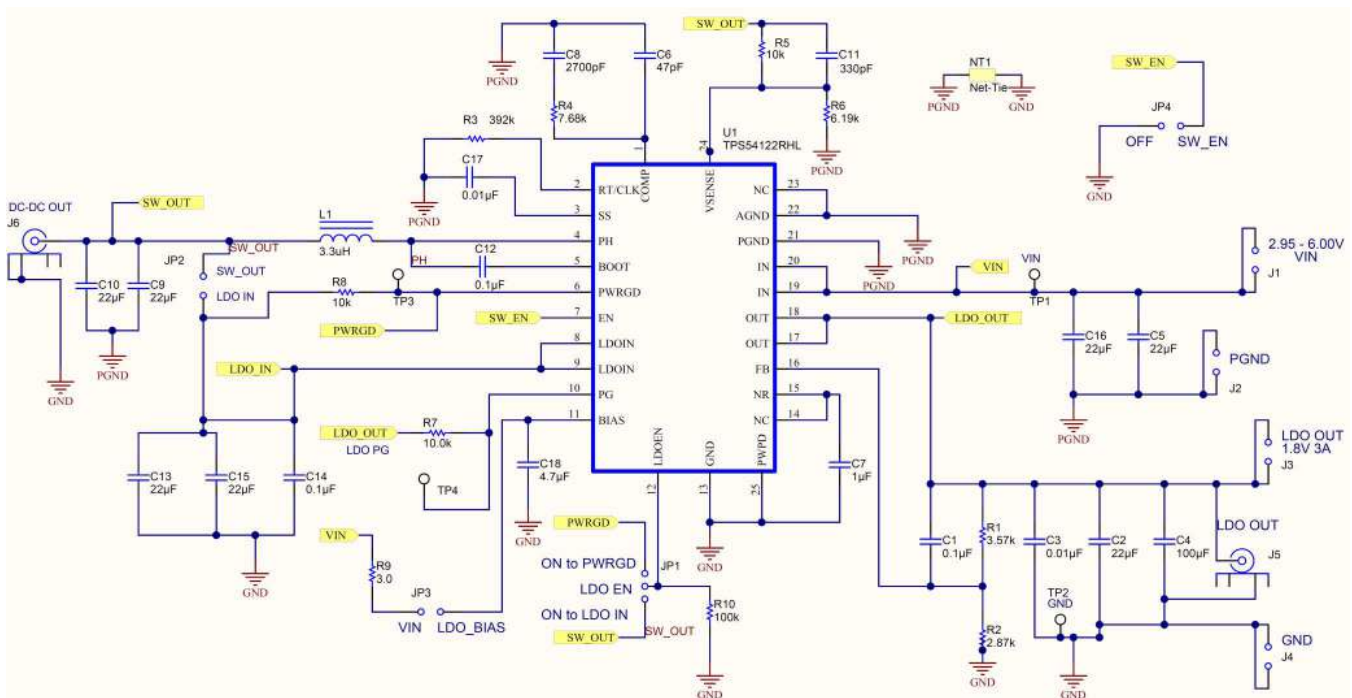 SW_OUT
C8
2700pF
C6
47pF
PGND
R4
7.68k
R5
10k
C11
330pF
R6
6.19k
PGND
NT1
Net-Tie
PGND
GND
SW_EN
JP4
OFF
SW_EN
GND
R3 392k
C17
0.01µF
PGND
U1
TPS54122RHL
1
COMP
24
VSENSE
2
RT/CLK
3
SS
4
PH
5
BOOT
6
PWRGD
7
EN
8
LDOIN
9
LDOIN
10
PG
11
BIAS
12
LDOEN
13
GND
25
PWPD
NC
23
AGND
22
PGND
21
IN
20
IN
19
OUT
18
OUT
17
FB
16
NR
15
NC
14
DC-DC OUT
J6
SW_OUT
L1
3.3uH
JP2
SW_OUT
SW_OUT
LDO IN
C10
22µF
C9
22µF
PGND
GND
PH
C12
0.1µF
R8
10k
TP3
PWRGD
SW_EN
LDO_IN
LDO_OUT
LDO PG
R7
10.0k
TP4
C13
22µF
C15
22µF
C14
0.1µF
GND
C18
4.7µF
GND
VIN
R9
3.0
JP3
VIN
LDO_BIAS
PWRGD
ON to PWRGD
JP1
LDO EN
ON to LDO IN
SW_OUT
SW_OUT
R10
100k
GND
GND
C7
1µF
PGND
PGND
VIN
VIN
TP1
2.95 - 6.00V
VIN
J1
C16
22µF
C5
22µF
PGND
J2
PGND
LDO_OUT
LDO OUT
1.8V 3A
J3
C1
0.1µF
R1
3.57k
C3
0.01µF
C2
22µF
C4
100µF
LDO OUT
J5
TP2
GND
R2
2.87k
GND
GND
GND
J4